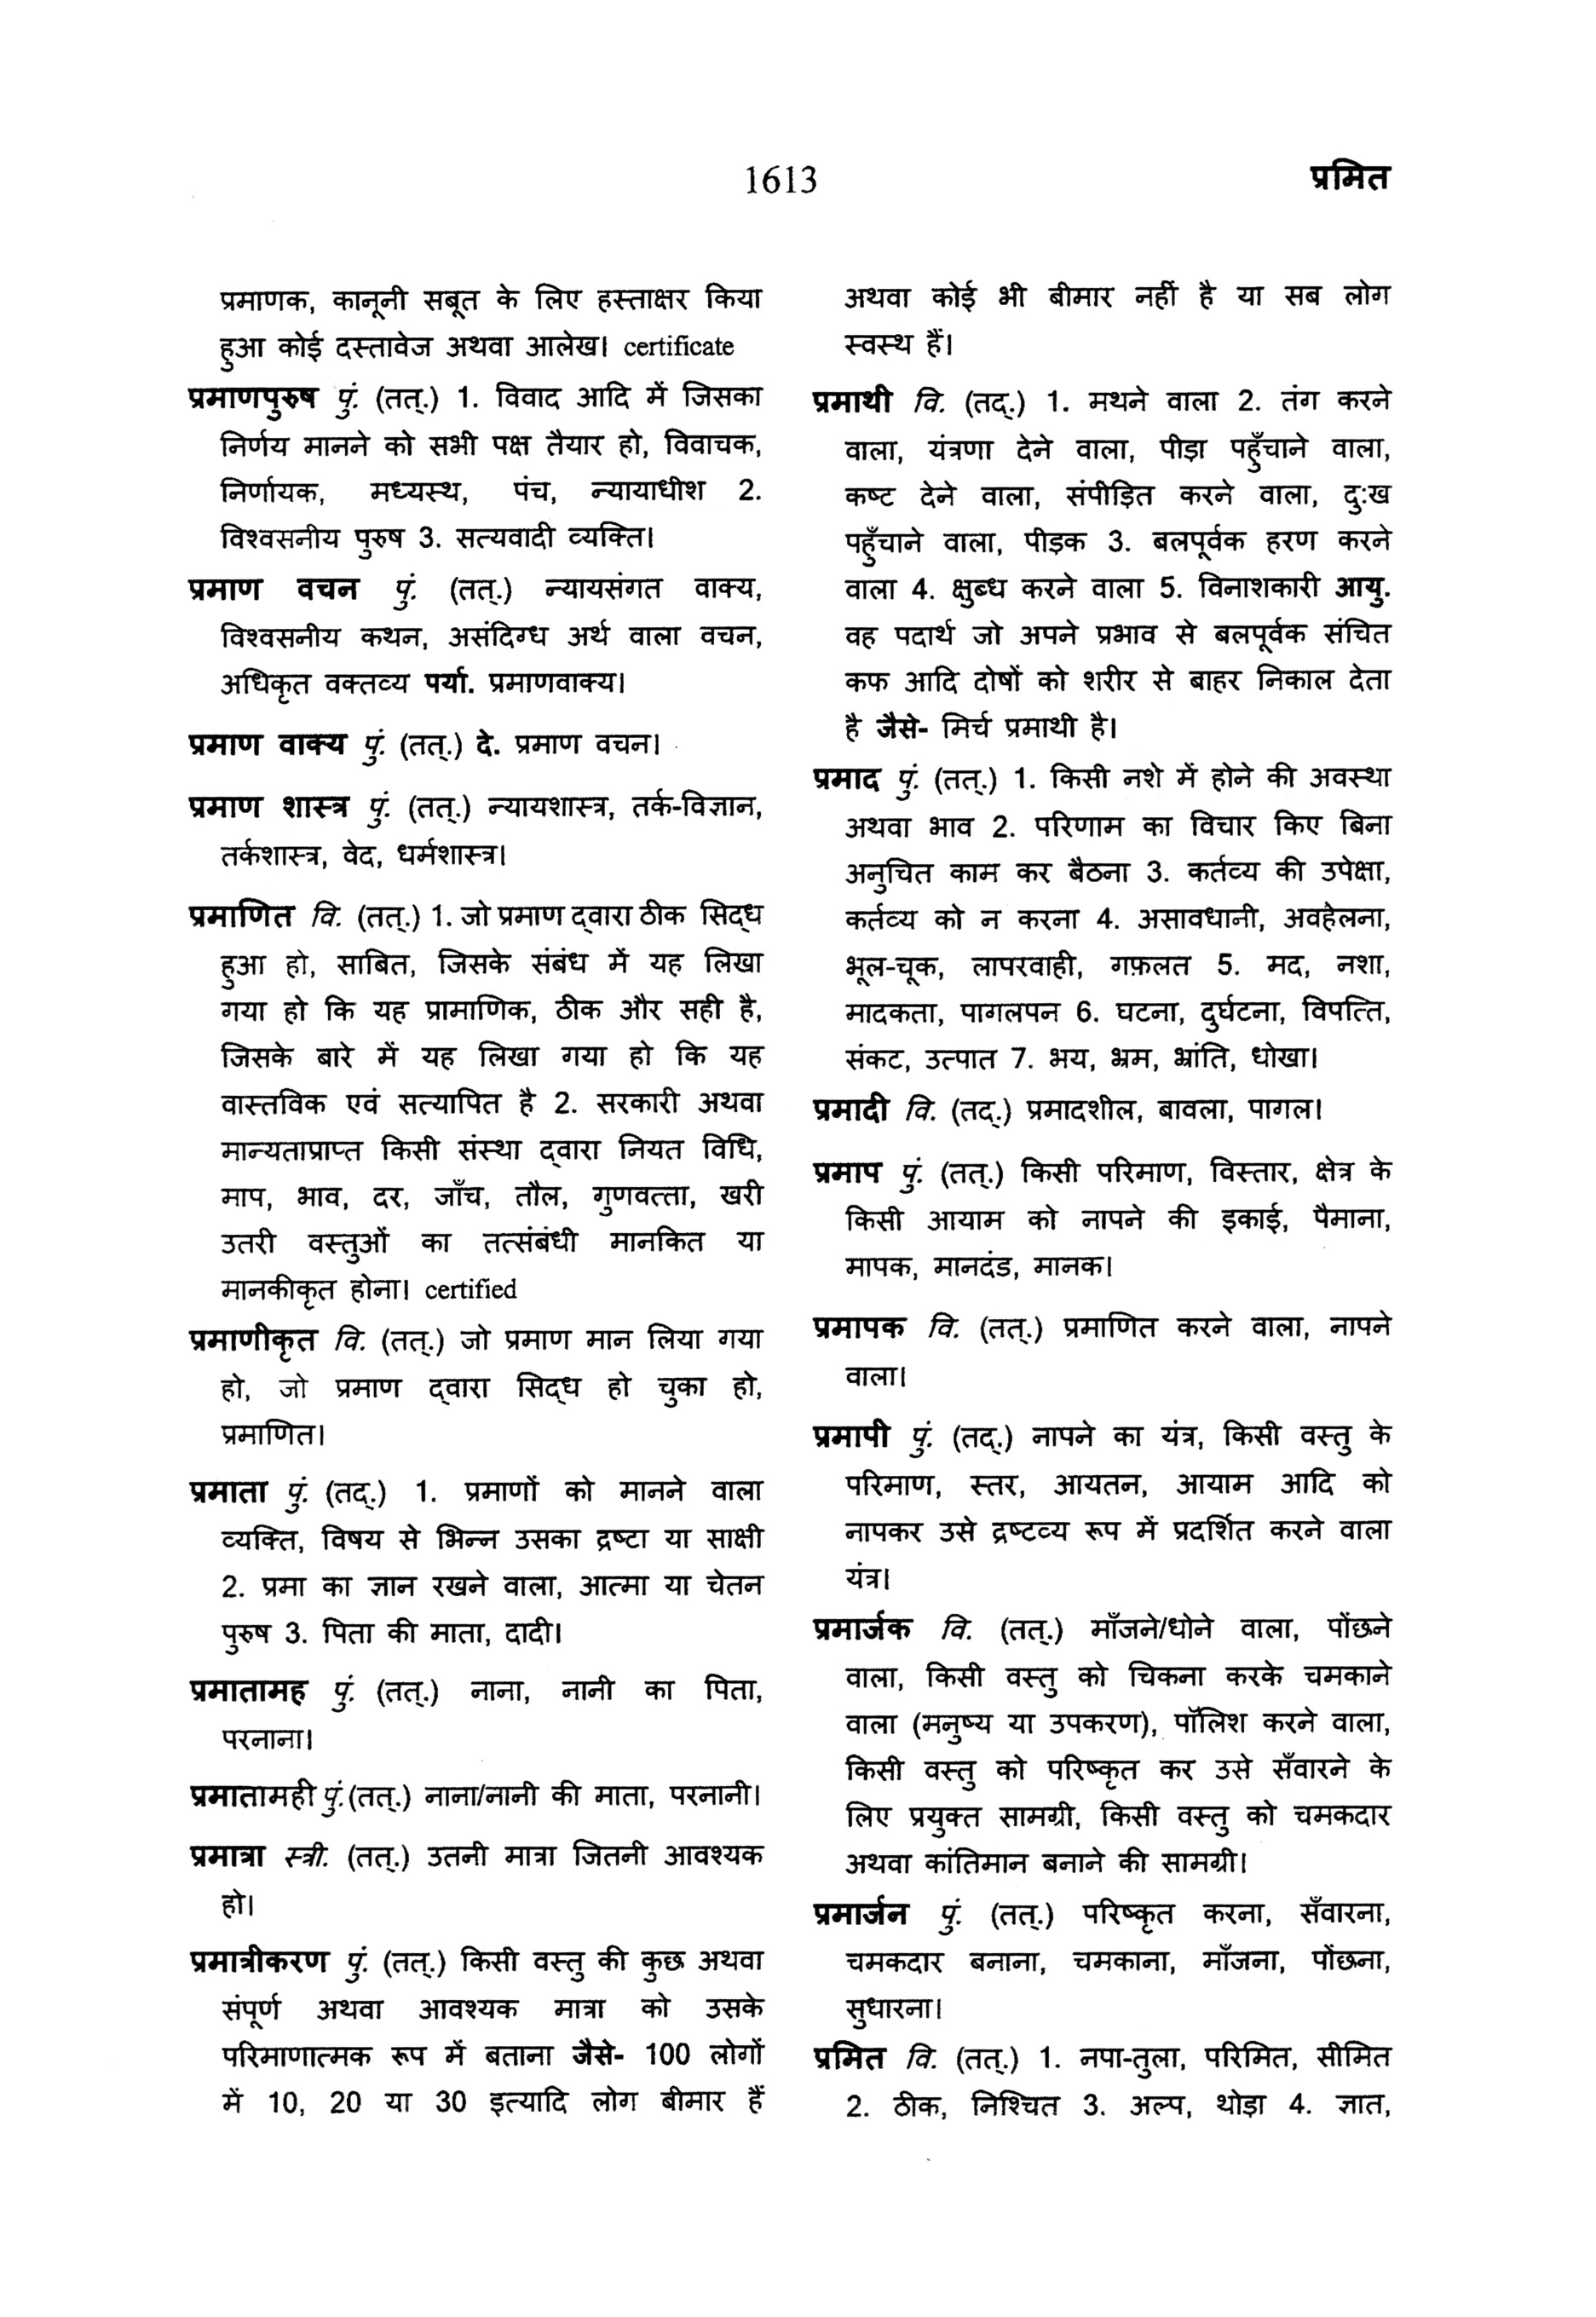 1613
प्रमित
प्रमाणक, कानूनी सबूत के लिए हस्ताक्षर किया
हुआ कोई दस्तावेज अथवा आलेख। certificate
प्रमाणपुरुष पुं. (तत्.) 1. विवाद आदि में जिसका
निर्णय मानने को सभी पक्ष तैयार हो, विवाचक,
निर्णायक, मध्यस्थ, पंच, न्यायाधीश 2.
विश्वसनीय पुरुष 3. सत्यवादी व्यक्ति।
प्रमाण वचन पुं. (तत्.) न्यायसंगत वाक्य,
विश्वसनीय कथन, असंदिग्ध अर्थ वाला वचन,
अधिकृत वक्तव्य पर्या. प्रमाणवाक्य।
प्रमाण वाक्य पुं. (तत्.) दे. प्रमाण वचन।
प्रमाण शास्त्र पुं. (तत्.) न्यायशास्त्र, तर्क-विज्ञान,
तर्कशास्त्र, वेद, धर्मशास्त्र।
प्रमाणित वि. (तत्.) 1. जो प्रमाण द्वारा ठीक सिद्ध
हुआ हो, साबित, जिसके संबंध में यह लिखा
गया हो कि यह प्रामाणिक, ठीक और सही है,
जिसके बारे में यह लिखा गया हो कि यह
वास्तविक एवं सत्यापित है 2. सरकारी अथवा
मान्यताप्राप्त किसी संस्था द्वारा नियत विधि,
माप, भाव, दर, जाँच, तौल, गुणवत्ता, खरी
उतरी वस्तुओं का तत्संबंधी मानकित या
मानकीकृत होना। certified
प्रमाणीकृत वि. (तत्.) जो प्रमाण मान लिया गया
हो, जो प्रमाण द्वारा सिद्ध हो चुका हो,
प्रमाणित।
प्रमाता पुं. (तद्.) 1. प्रमाणों को मानने वाला
व्यक्ति, विषय से भिन्न उसका द्रष्टा या साक्षी
2. प्रमा का ज्ञान रखने वाला, आत्मा या चेतन
पुरुष 3. पिता की माता, दादी।
प्रमातामह पुं. (तत्.) नाना, नानी का पिता,
परनाना।
प्रमातामही पुं.(तत्.) नाना/नानी की माता, परनानी।
प्रमात्रा स्त्री. (तत्.) उतनी मात्रा जितनी आवश्यक
हो।
प्रमात्रीकरण पुं. (तत्.) किसी वस्तु की कुछ अथवा
संपूर्ण अथवा आवश्यक मात्रा को उसके
परिमाणात्मक रूप में बताना जैसे- 100 लोगों
में 10, 20 या 30 इत्यादि लोग बीमार हैं
अथवा कोई भी बीमार नहीं है या सब लोग
स्वस्थ हैं।
प्रमाथी वि. (तद्.) 1. मथने वाला 2. तंग करने
वाला, यंत्रणा देने वाला, पीड़ा पहुँचाने वाला,
कष्ट देने वाला, संपीड़ित करने वाला, दु:ख
पहुँचाने वाला, पीड़क 3. बलपूर्वक हरण करने
वाला 4. क्षुब्ध करने वाला 5. विनाशकारी आयु.
वह पदार्थ जो अपने प्रभाव से बलपूर्वक संचित
कफ आदि दोषों को शरीर से बाहर निकाल देता
है जैसे- मिर्च प्रमाथी है।
प्रमाद पुं. (तत्.) 1. किसी नशे में होने की अवस्था
अथवा भाव 2. परिणाम का विचार किए बिना
अनुचित काम कर बैठना 3. कर्तव्य की उपेक्षा,
कर्तव्य को न करना 4. असावधानी, अवहेलना,
भूल-चूक, लापरवाही, गफ़लत 5. मद, नशा,
मादकता, पागलपन 6. घटना, दुर्घटना, विपत्ति,
संकट, उत्पात 7. भय, भ्रम, भ्रांति, धोखा।
प्रमादी वि. (तद्.) प्रमादशील, बावला, पागल।
प्रमाप पुं. (तत्.) किसी परिमाण, विस्तार, क्षेत्र के
किसी आयाम को नापने की इकाई, पैमाना,
मापक, मानदंड, मानक।
प्रमापक वि. (तत्.) प्रमाणित करने वाला, नापने
वाला।
प्रमापी पुं. (तद्.) नापने का यंत्र, किसी वस्तु के
परिमाण, स्तर, आयतन, आयाम आदि को
नापकर उसे द्रष्टव्य रूप में प्रदर्शित करने वाला
यंत्र।
प्रमार्जक वि. (तत्.) माँजने/धोने वाला, पोंछने
वाला, किसी वस्तु को चिकना करके चमकाने
वाला (मनुष्य या उपकरण), पॉलिश करने वाला,
किसी वस्तु को परिष्कृत कर उसे सँवारने के
लिए प्रयुक्त सामग्री, किसी वस्तु को चमकदार
अथवा कांतिमान बनाने की सामग्री।
प्रमार्जन पुं. (तत्.) परिष्कृत करना, सँवारना,
चमकदार बनाना, चमकाना, माँजना, पोंछना,
सुधारना।
प्रमित वि. (तत्.) 1. नपा-तुला, परिमित, सीमित
2. ठीक, निश्चित 3. अल्प, थोड़ा 4. ज्ञात,